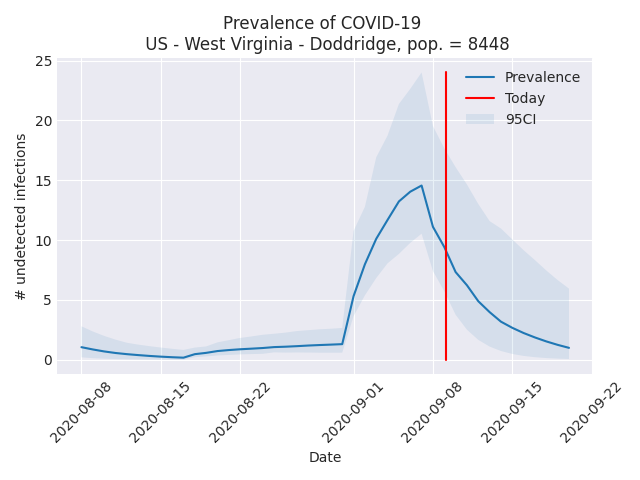 Prevalence of COVID-19
US - West Virginia - Doddridge, pop. = 8448
# undetected infections
25
20
15
10
5
0
Prevalence
Today
95CI
2020-08-08
2020-08-15
2020-08-22
2020-09-01
2020-09-08
2020-09-15
2020-09-22
Date